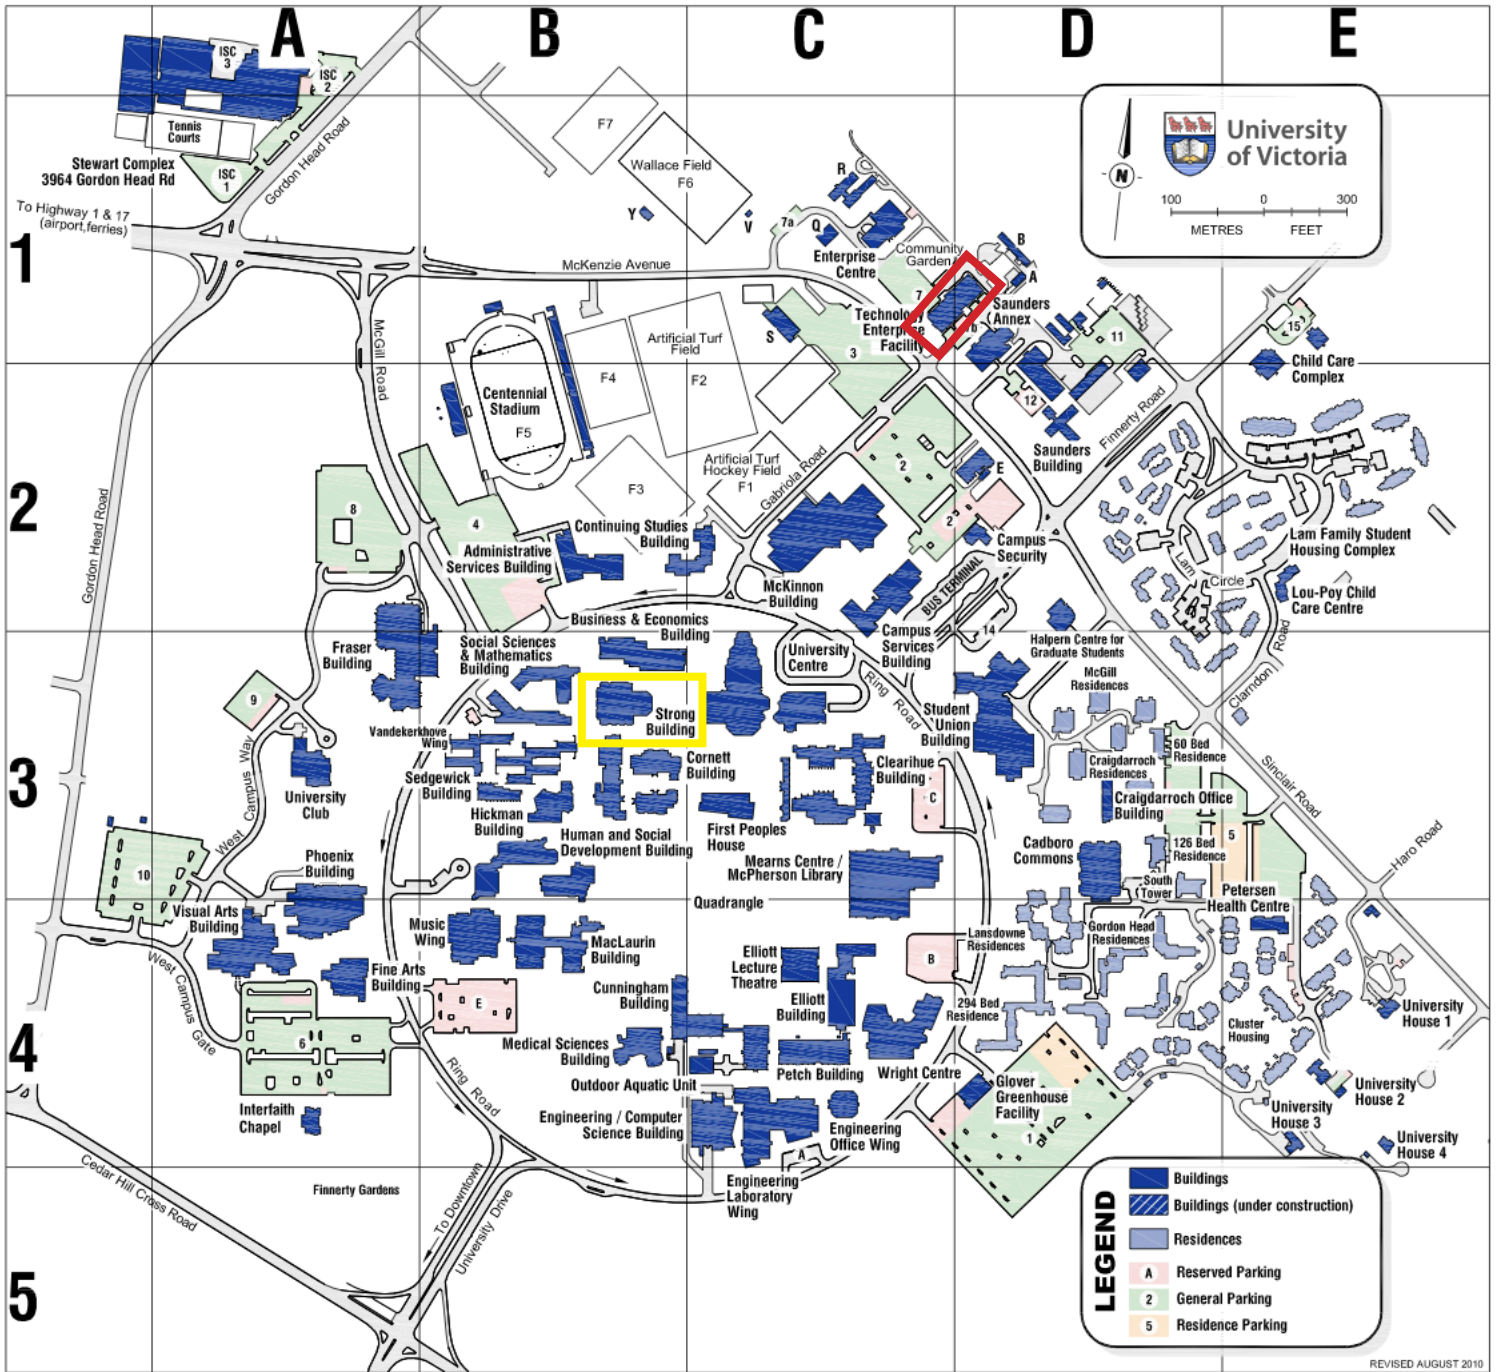 A
B
C
D
E
ISC
3
ISC
2
Tennis
Courts
ISC
1
Stewart Complex
3964 Gordon Head Rd
Gordon Head Road
To Highway 1 & 17
(airport,ferries)
F7
Wallace Field
F6
Y
V
R
7a
Q
Enterprise
Centre
Community
Garden
B
A
N
University
of Victoria
100
0
300
METRES
FEET
1
McKenzie Avenue
McGill Road
7
Technology
Enterprise
Facility
7b
Saunders
Annex
S
3
Artificial Turf
Field
F2
F4
Centennial
Stadium
F5
11
12
15
Child Care
Complex
Saunders
Building
Finnerty Road
2
Gordon Head Road
8
4
F3
Artificial Turf
Hockey Field
F1
Gabriola Road
2
E
2
Campus
Security
Continuing Studies
Building
Administrative
Services Building
McKinnon
Building
BUS TERMINAL
14
Lam
Circle
Lam Family Student
Housing Complex
Lou-Poy Child
Care Centre
Clarndon Road
Business & Economics
Building
Social Sciences
& Mathematics
Building
Fraser
Building
University
Centre
Campus
Services
Building
Ring Road
Halpern Centre for
Graduate Students
McGill
Residences
3
9
Strong
Building
Student
Union
Building
Vandekerkhove
Wing
Sedgewick
Building
Cornett
Building
Clearihue
Building
C
Craigdarroch
Residences
60 Bed
Residence
Sinclair Road
West Campus Way
University
Club
Hickman
Building
First Peoples
House
Craigdarroch Office
Building
5
Human and Social
Development Building
Mearns Centre /
McPherson Library
Cadboro
Commons
126 Bed
Residence
South
Tower
Petersen
Health Centre
Haro Road
10
Phoenix
Building
Visual Arts
Building
Music
Wing
MacLaurin
Building
Quadrangle
Elliott
Lecture
Theatre
B
Lansdowne
Residences
Gordon Head
Residences
West Campus Gate
Fine Arts
Building
E
Cunningham
Building
Elliott
Building
294 Bed
Residence
Cluster
Housing
University
House 1
4
6
Medical Sciences
Building
Petch Building
Wright Centre
Outdoor Aquatic Unit
Glover
Greenhouse
Facility
1
University
House 2
University
House 3
University
House 4
Interfaith
Chapel
Ring Road
Engineering / Computer
Science Building
Engineering
Office Wing
A
Engineering
Laboratory
Wing
Cedar Hill Cross Road
Finnerty Gardens
To Downtown
University Drive
5
LEGEND
Buildings
Buildings (under construction)
Residences
A
Reserved Parking
2
General Parking
5
Residence Parking
REVISED AUGUST 2010